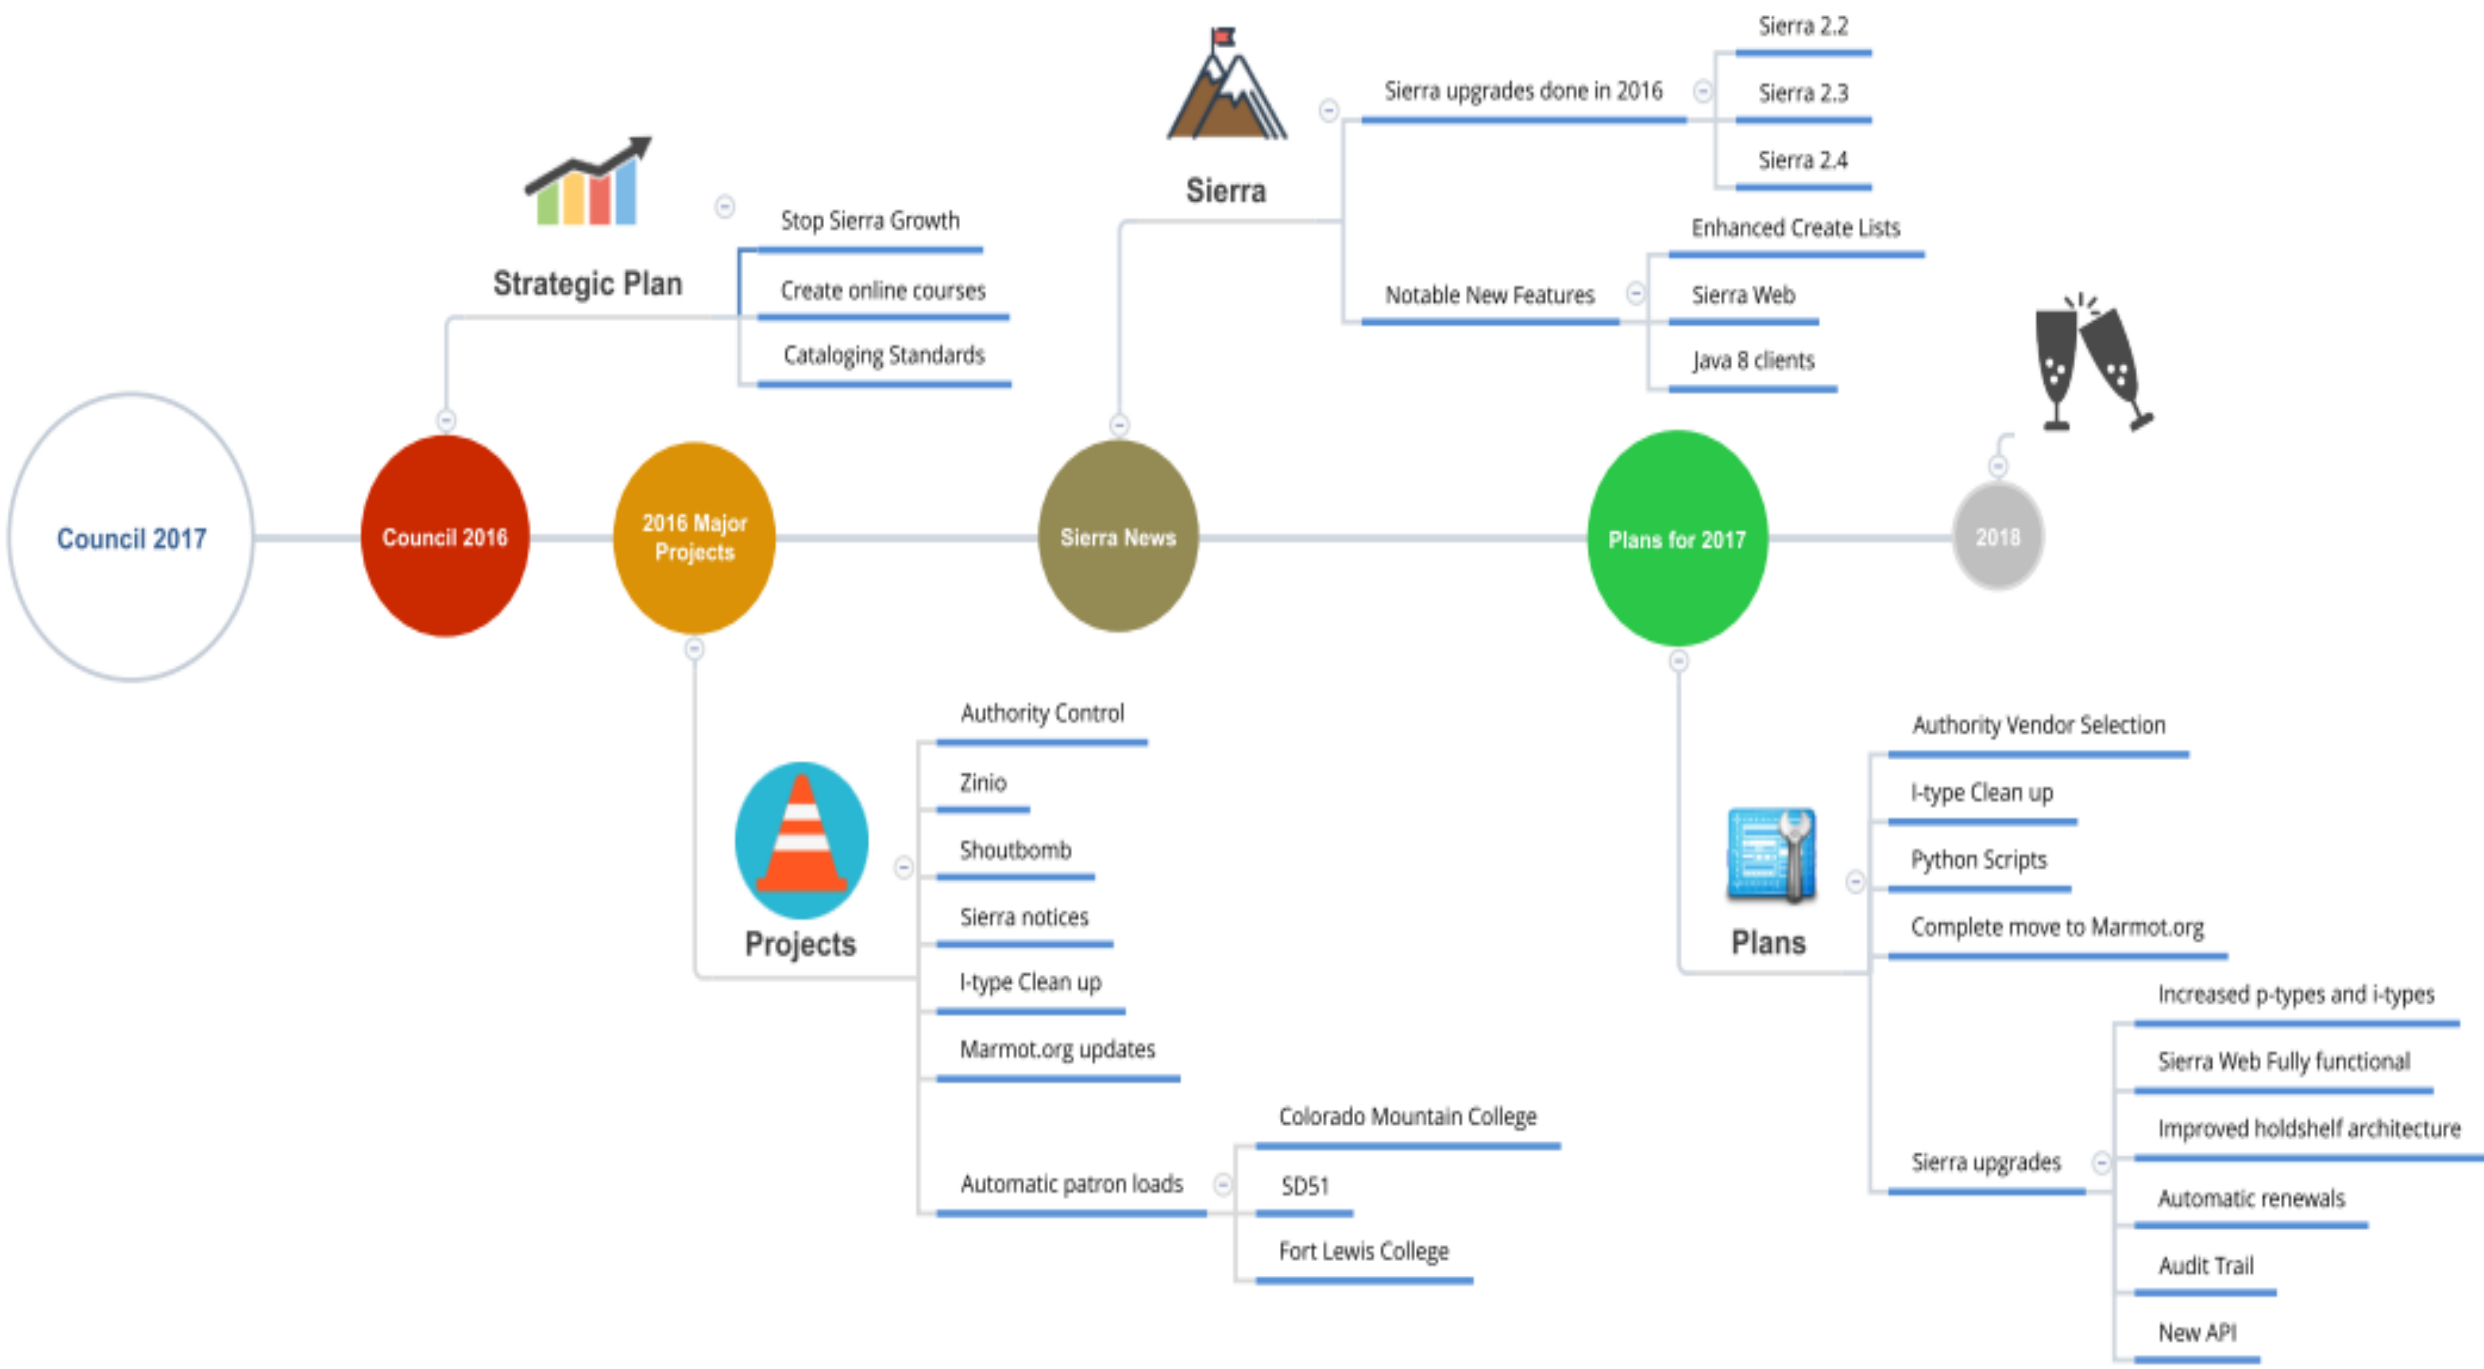 Council 2017
Council 2016
Strategic Plan
Stop Sierra Growth
Create online courses
Cataloging Standards
2016 Major
Projects
Projects
Authority Control
Zinio
Shoutbomb
Sierra notices
I-type Clean up
Marmot.org updates
Automatic patron loads
Colorado Mountain College
SD51
Fort Lewis College
Sierra News
Sierra
Sierra upgrades done in 2016
Sierra 2.2
Sierra 2.3
Sierra 2.4
Notable New Features
Enhanced Create Lists
Sierra Web
Java 8 clients
Plans for 2017
Plans
Authority Vendor Selection
I-type Clean up
Python Scripts
Complete move to Marmot.org
Sierra upgrades
Increased p-types and i-types
Sierra Web Fully functional
Improved holdshelf architecture
Automatic renewals
Audit Trail
New API
2018